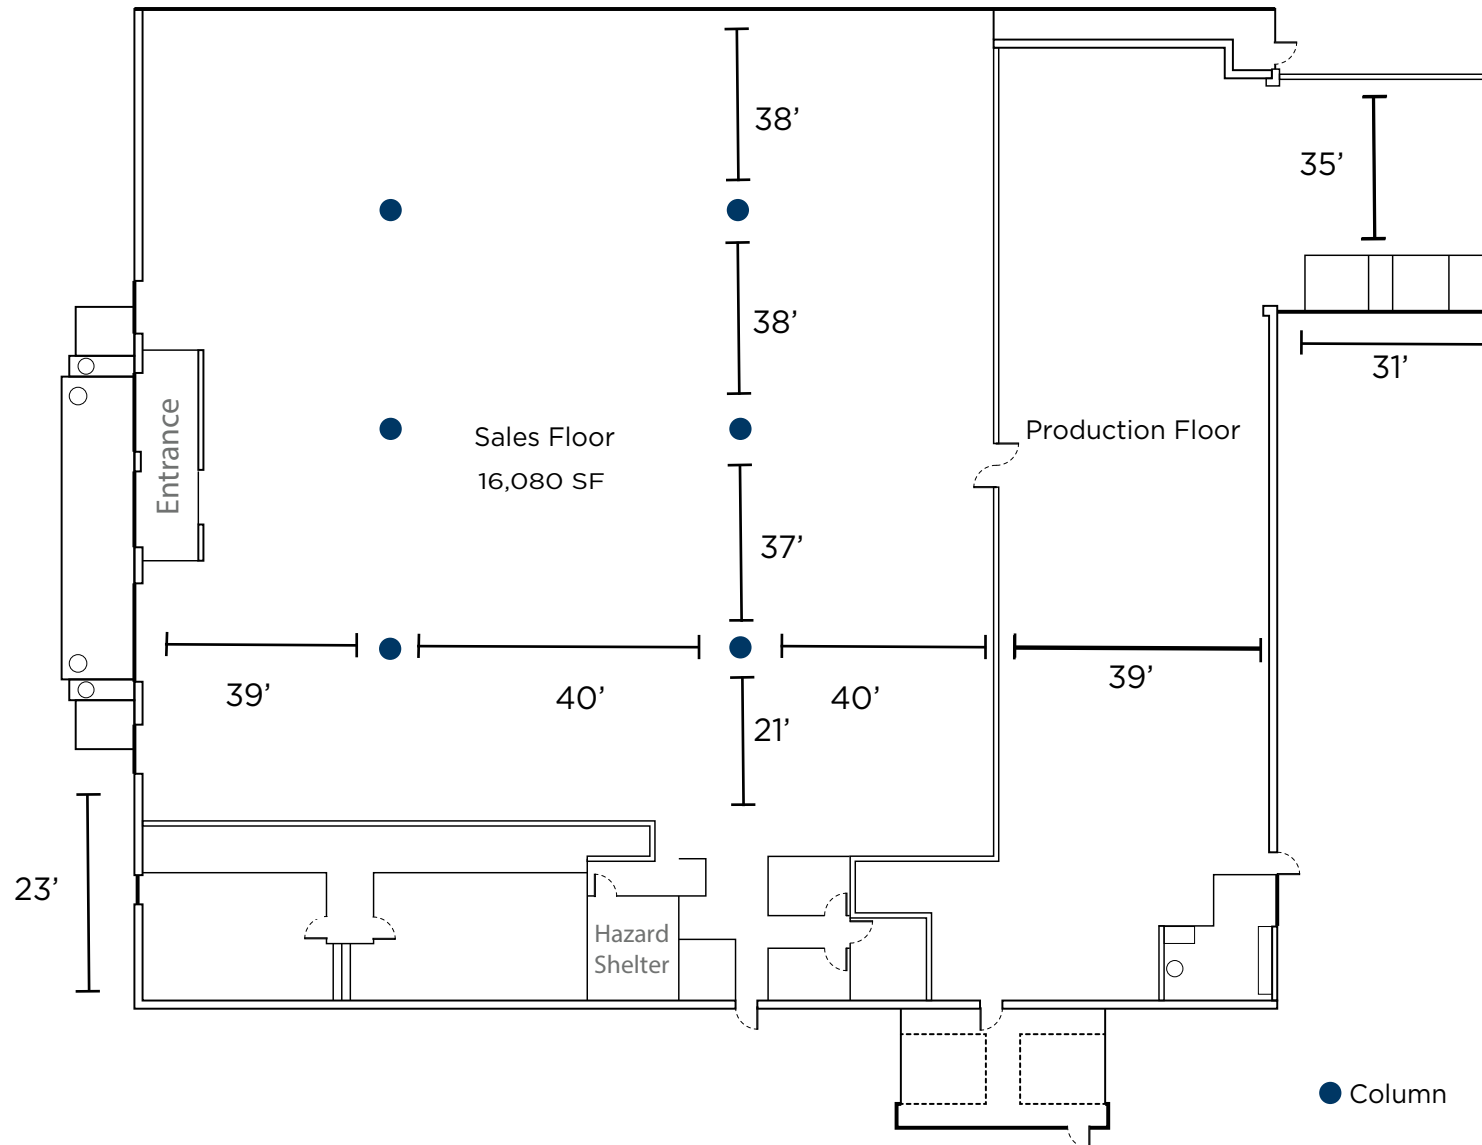 38’
35’
38’
31’
Entrance
Sales Floor
16,080 SF
Production Floor
37’
39’
40’
40’
39’
21’
23’
Hazard
Shelter
Column